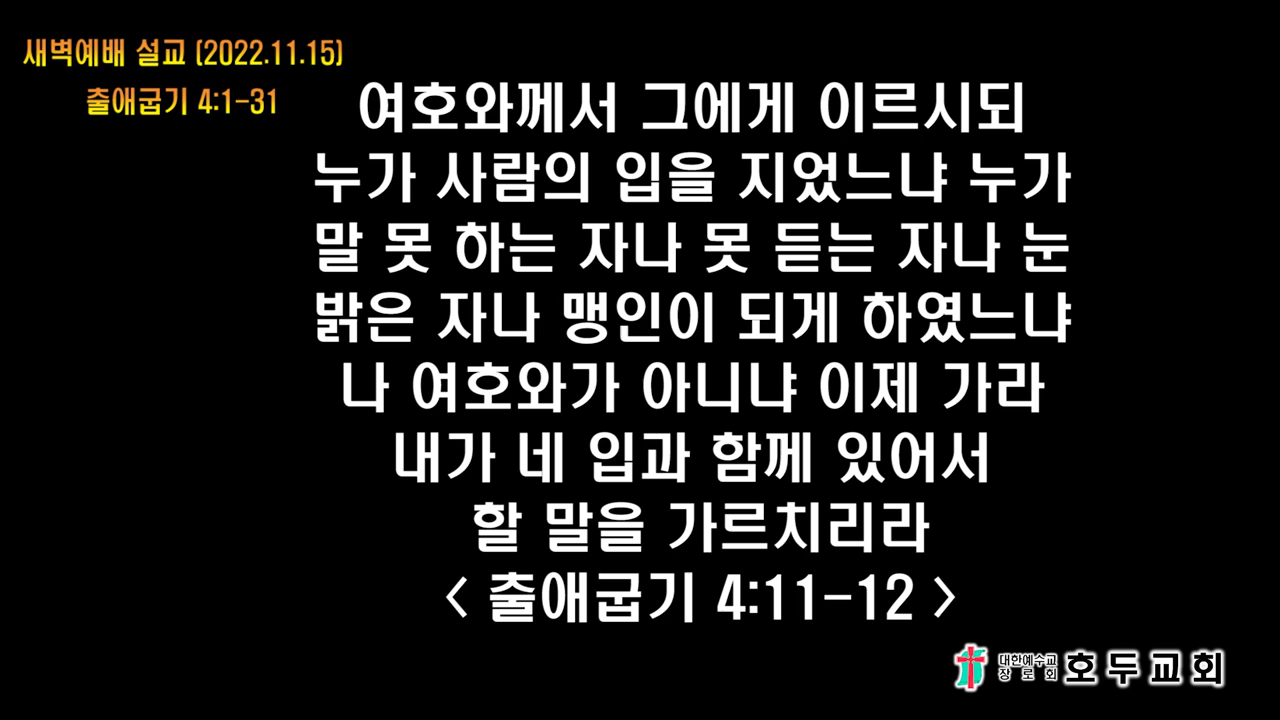 새벽예배 설교 (2022.11.15)
출애굽기 4:1-31
여호와께서 그에게 이르시되
누가 사람의 입을 지었느냐 누가
말 못 하는 자나 못 듣는 자나 눈
밝은 자나 맹인이 되게 하였느냐
나 여호와가 아니냐 이제 가라
내가 네 입과 함께 있어서
할 말을 가르치리라
< 출애굽기 4:11-12 >
대한예수교
장로회
호두교회